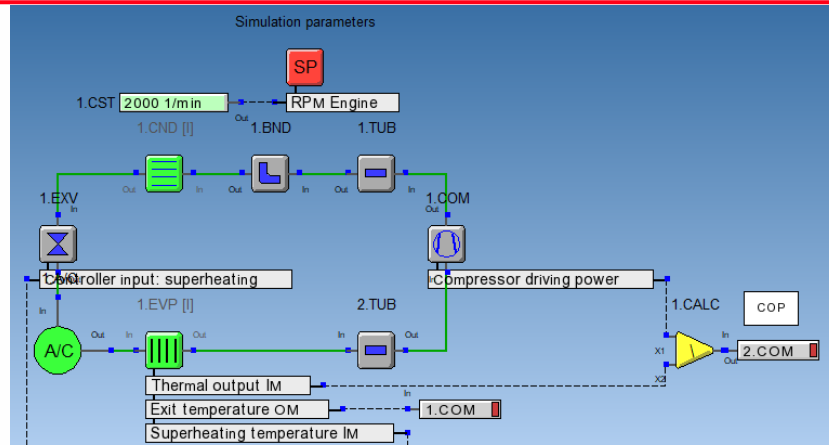 Simulation parameters
SP
1.CST 2000 1/min Out RPM Engine
1.CND [I] 1.BND 1.TUB
Out In Out In Out In
1.EXV 1.COM
In Out
Controller input: superheating In Compressor driving power
1.EVP [I] 2.TUB 1.CALC COP
In Out In Out In Out X1 In
A/C \ 2.COM
X2 Out
Thermal output IM
In
Exit temperature OM 1.COM
Superheating temperature IM